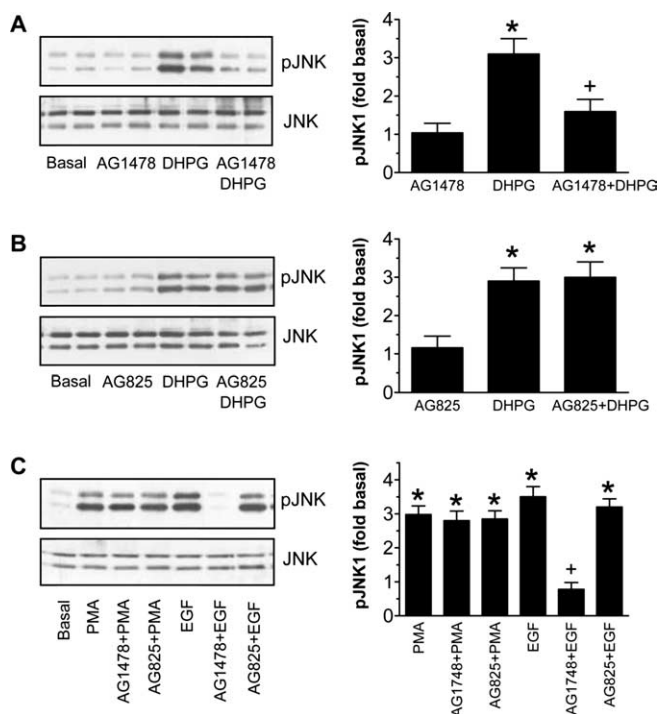 A
pJNK
JNK
Basal AG1478 DHPG AG1478
DHPG
pJNK1 (fold basal)
4
3
2
1
0
*
+
AG1478 DHPG AG1478+DHPG
B
pJNK
JNK
Basal AG825 DHPG AG825
DHPG
pJNK1 (fold basal)
4
3
2
1
0
* *
AG825 DHPG AG825+DHPG
C
pJNK
JNK
Basal
PMA
AG1478+PMA
AG825+PMA
EGF
AG1478+EGF
AG825+EGF
pJNK1 (fold basal)
4
3
2
1
0
* * * * + *
PMA
AG1748+PMA
AG825+PMA
EGF
AG1748+EGF
AG825+EGF